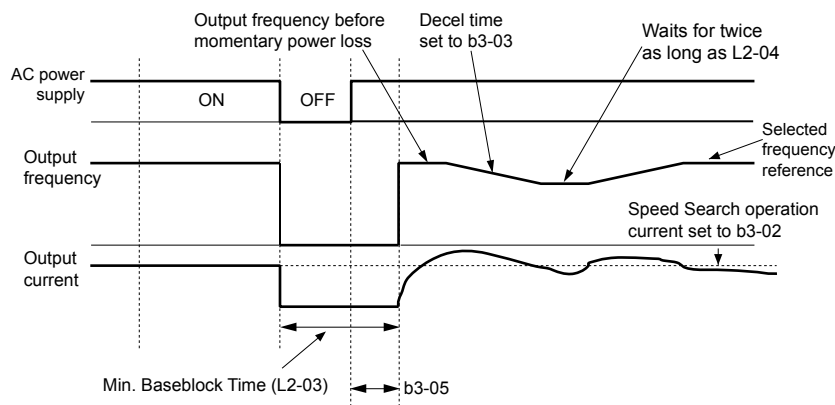 Output frequency before
momentary power loss
Decel time
set to b3-03
Waits for twice
as long as L2-04
AC power
supply
ON
OFF
Output
frequency
Selected
frequency
reference
Speed Search operation
current set to b3-02
Output
current
Min. Baseblock Time (L2-03)
b3-05